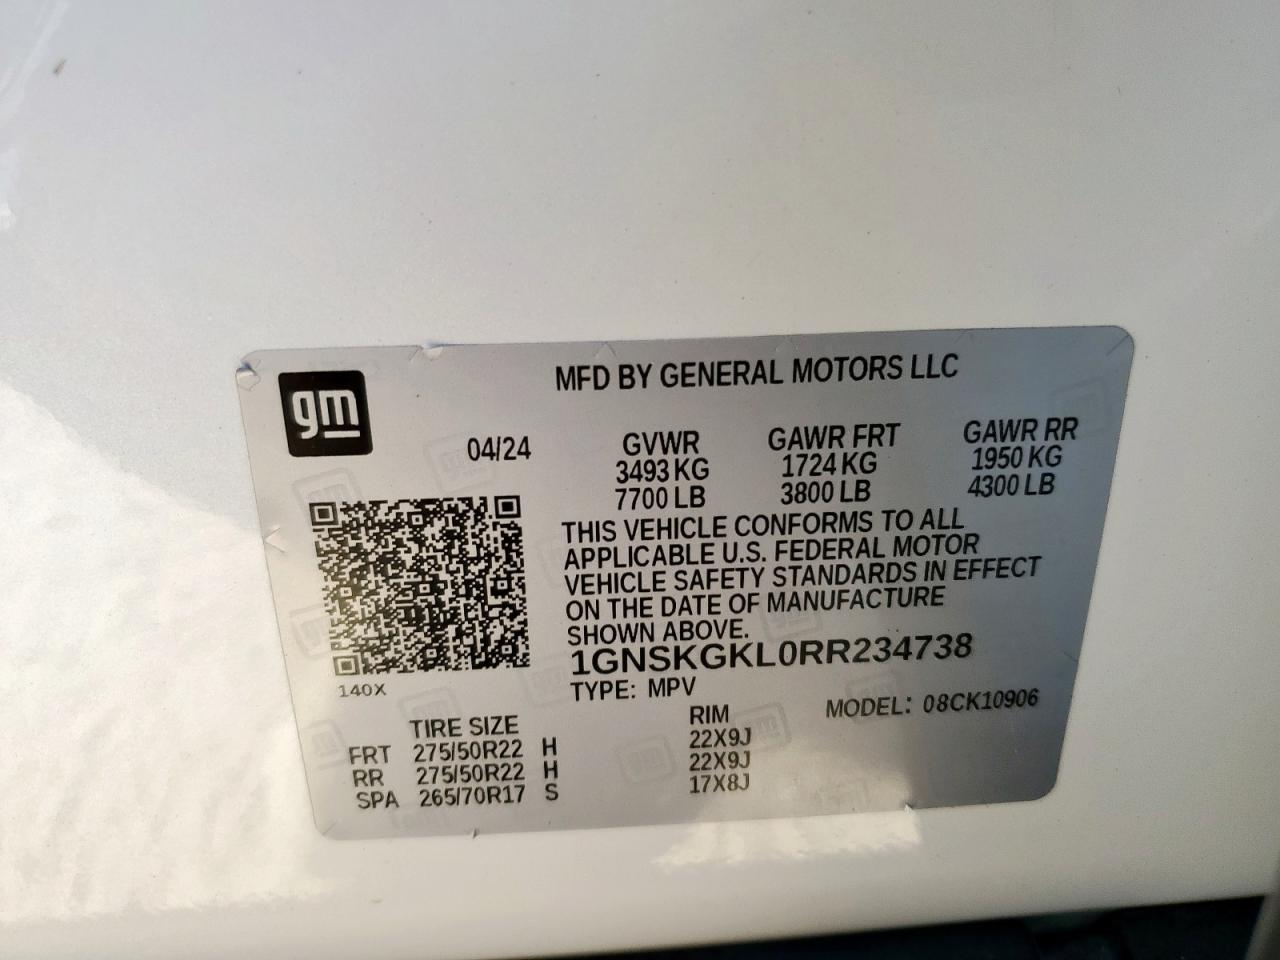 gm
MFD BY GENERAL MOTORS LLC
04/24 GVWR GAWR FRT GAWR RR
3493 KG 1724 KG 1950 KG
7700 LB 3800 LB 4300 LB
THIS VEHICLE CONFORMS TO ALL
APPLICABLE U.S. FEDERAL MOTOR
VEHICLE SAFETY STANDARDS IN EFFECT
ON THE DATE OF MANUFACTURE
SHOWN ABOVE.
1GNSKGKL0RR234738
140X
TYPE: MPV
MODEL: 08CK10906
TIRE SIZE RIM
FRT 275/50R22 H 22X9J
RR 275/50R22 H 22X9J
SPA 265/70R17 S 17X8J